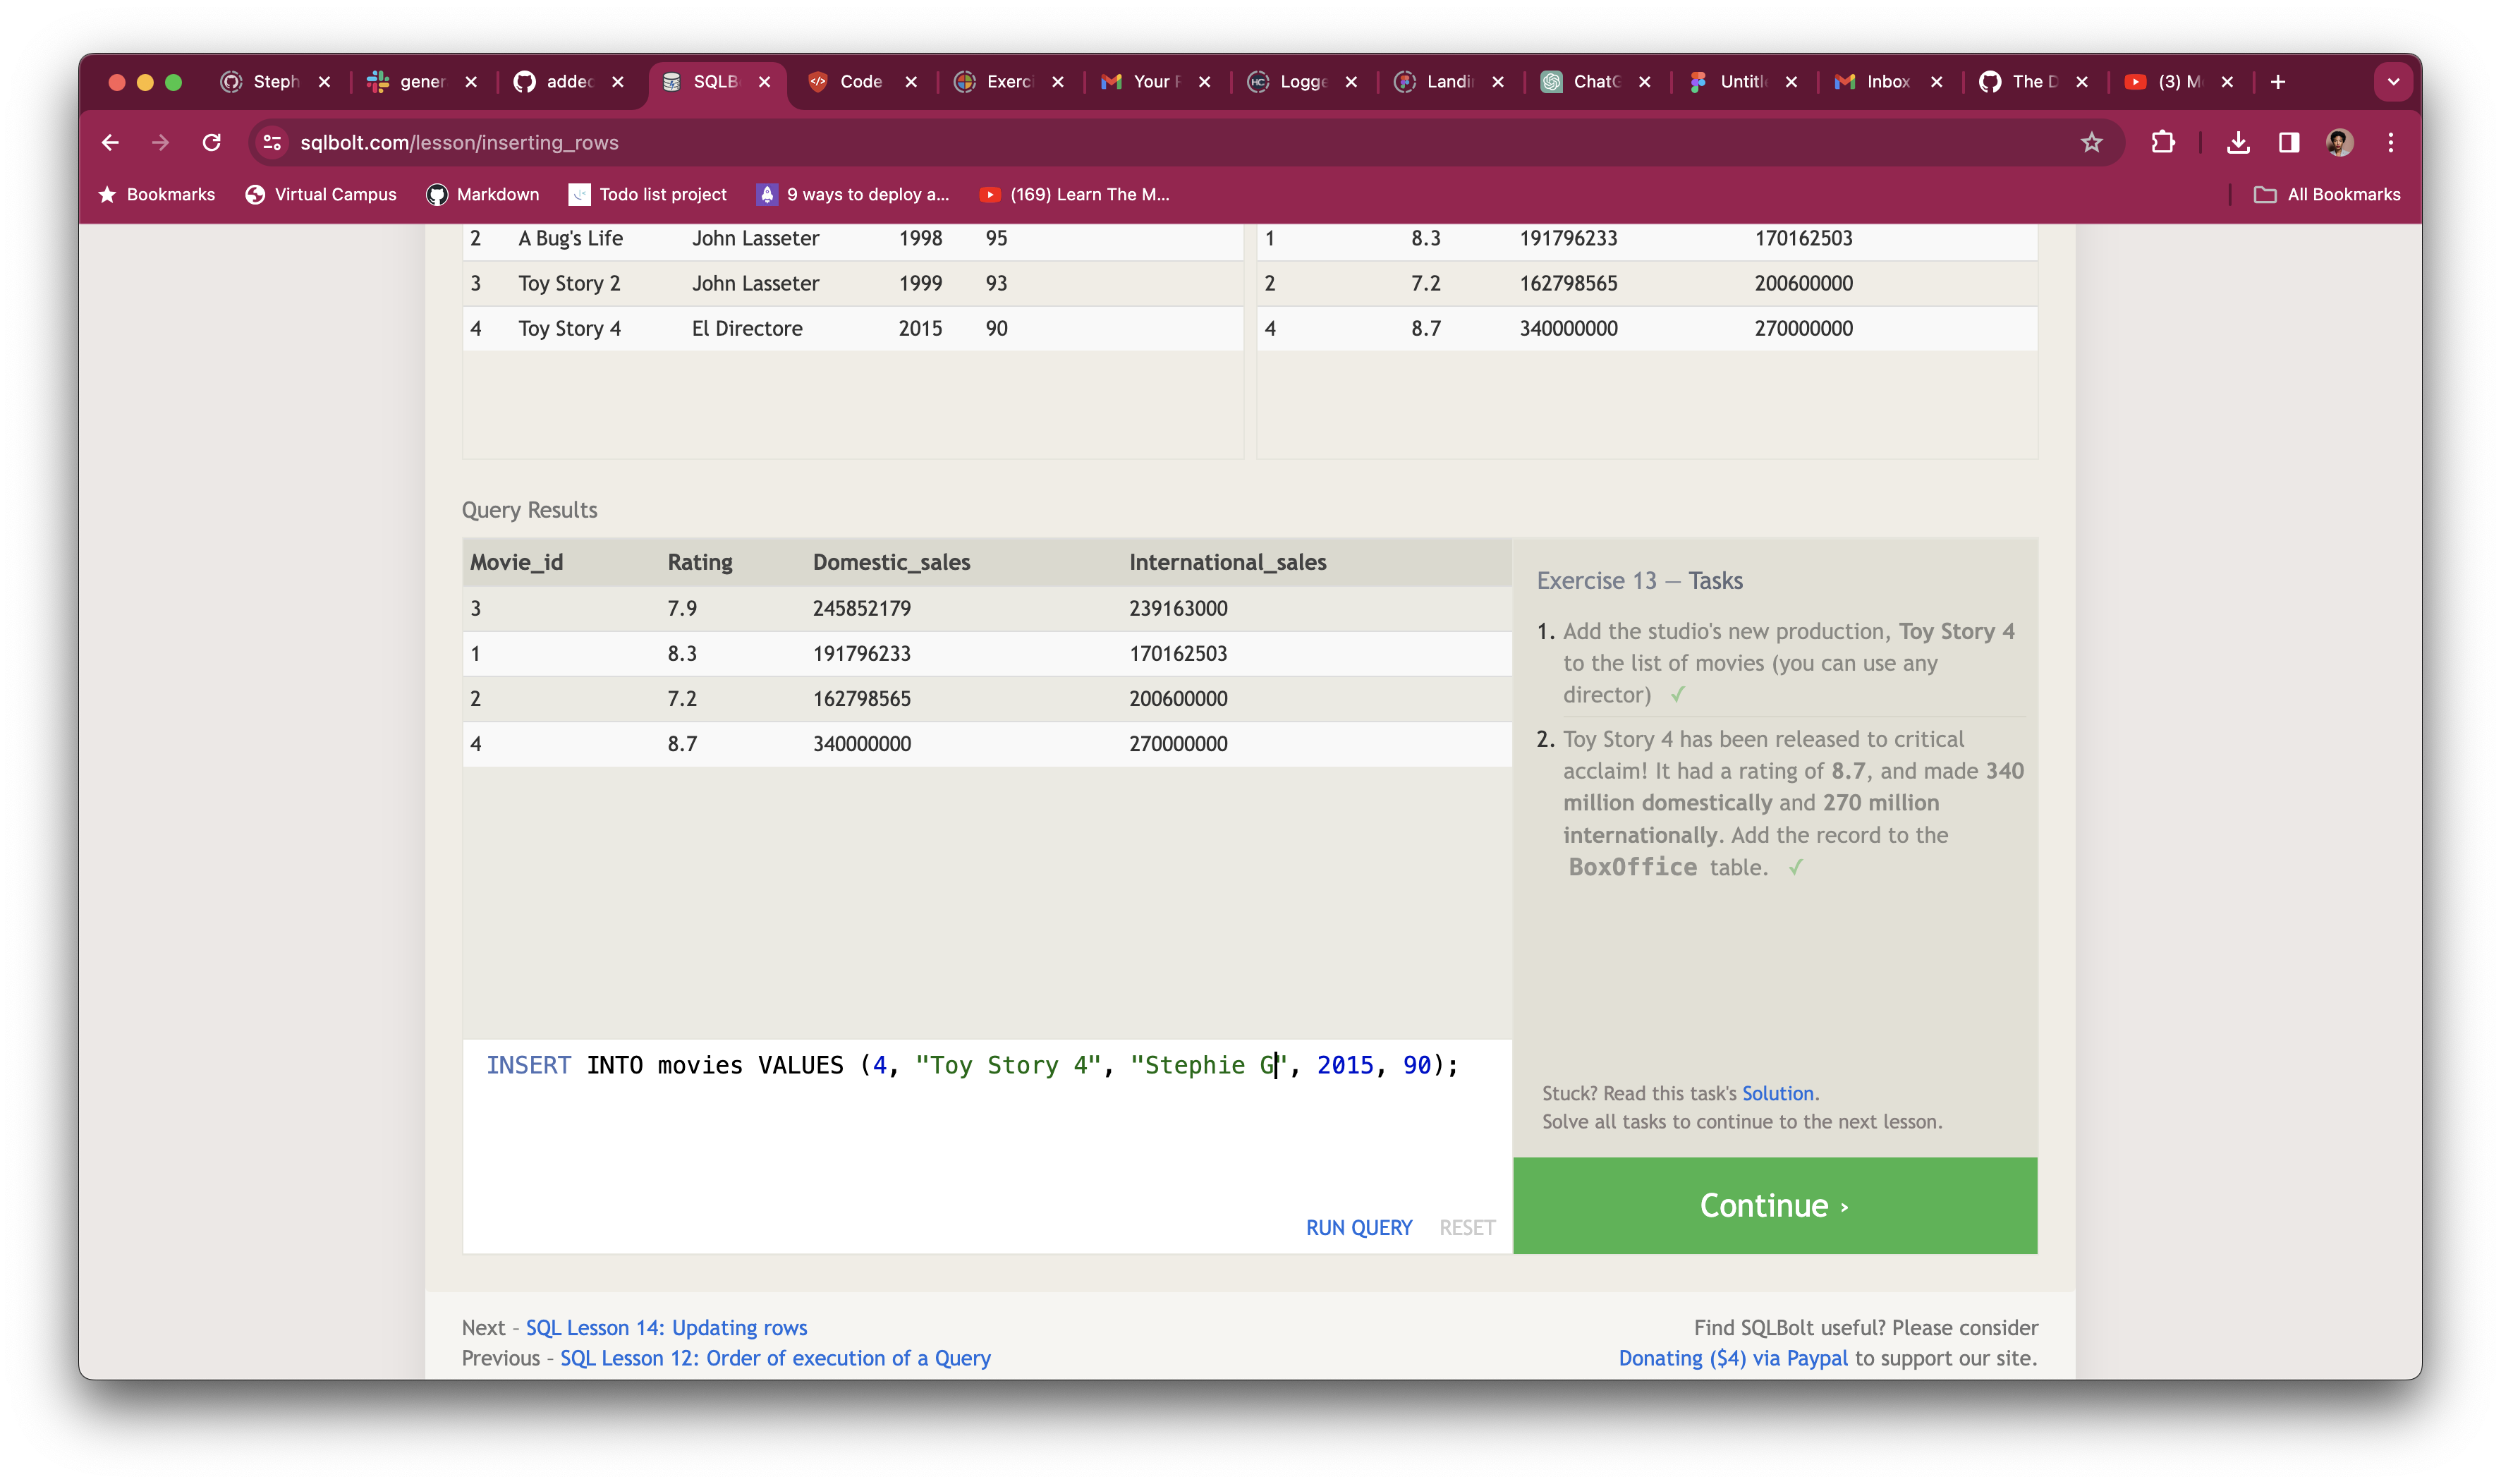 Steph gener added SQLB Code Exerc Your Logge Landi ChatG Untitl Inbox The D (3) M
sqlbolt.com/lesson/inserting_rows
Bookmarks Virtual Campus Markdown Todo list project 9 ways to deploy a... (169) Learn The M... All Bookmarks
2 A Bug's Life John Lasseter 1998 95 1 8.3 191796233 170162503
3 Toy Story 2 John Lasseter 1999 93 2 7.2 162798565 200600000
4 Toy Story 4 El Directore 2015 90 4 8.7 340000000 270000000
Query Results
Movie_id Rating Domestic_sales International_sales
3 7.9 245852179 239163000
1 8.3 191796233 170162503
2 7.2 162798565 200600000
4 8.7 340000000 270000000
INSERT INTO movies VALUES (4, "Toy Story 4", "Stephie G", 2015, 90);
RUN QUERY RESET
Exercise 13 — Tasks
1. Add the studio's new production, Toy Story 4
to the list of movies (you can use any
director) ✓
2. Toy Story 4 has been released to critical
acclaim! It had a rating of 8.7, and made 340
million domestically and 270 million
internationally. Add the record to the
BoxOffice table. ✓
Stuck? Read this task's Solution.
Solve all tasks to continue to the next lesson.
Continue ›
Next – SQL Lesson 14: Updating rows
Previous – SQL Lesson 12: Order of execution of a Query
Find SQLBolt useful? Please consider
Donating ($4) via Paypal to support our site.